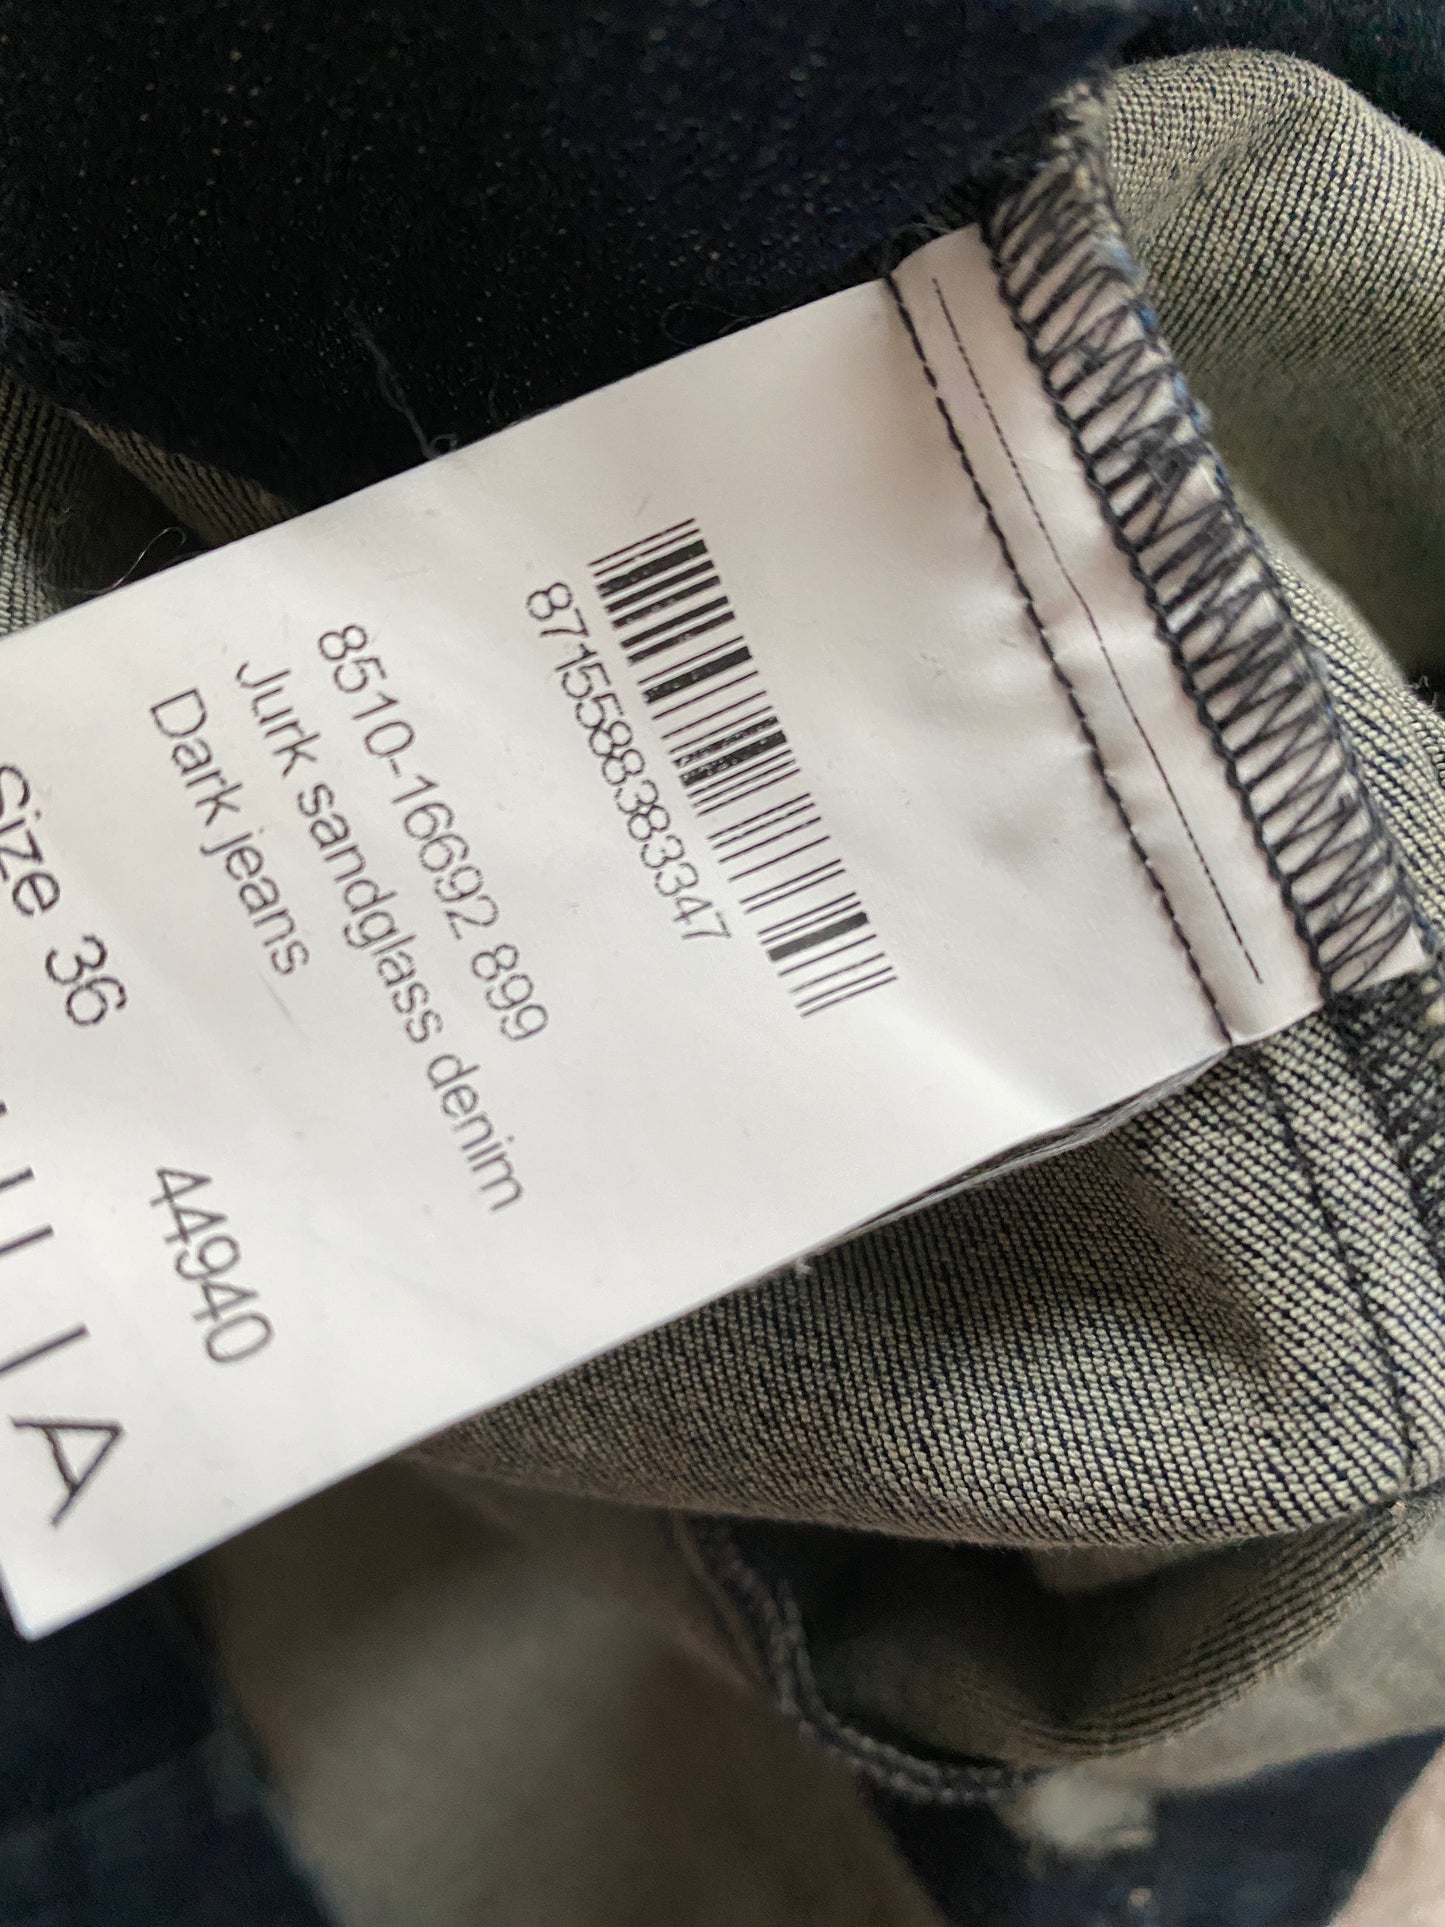 8715588383347
8510-16692 899
Jurk sandglass denim
Dark jeans
44940
Size 36